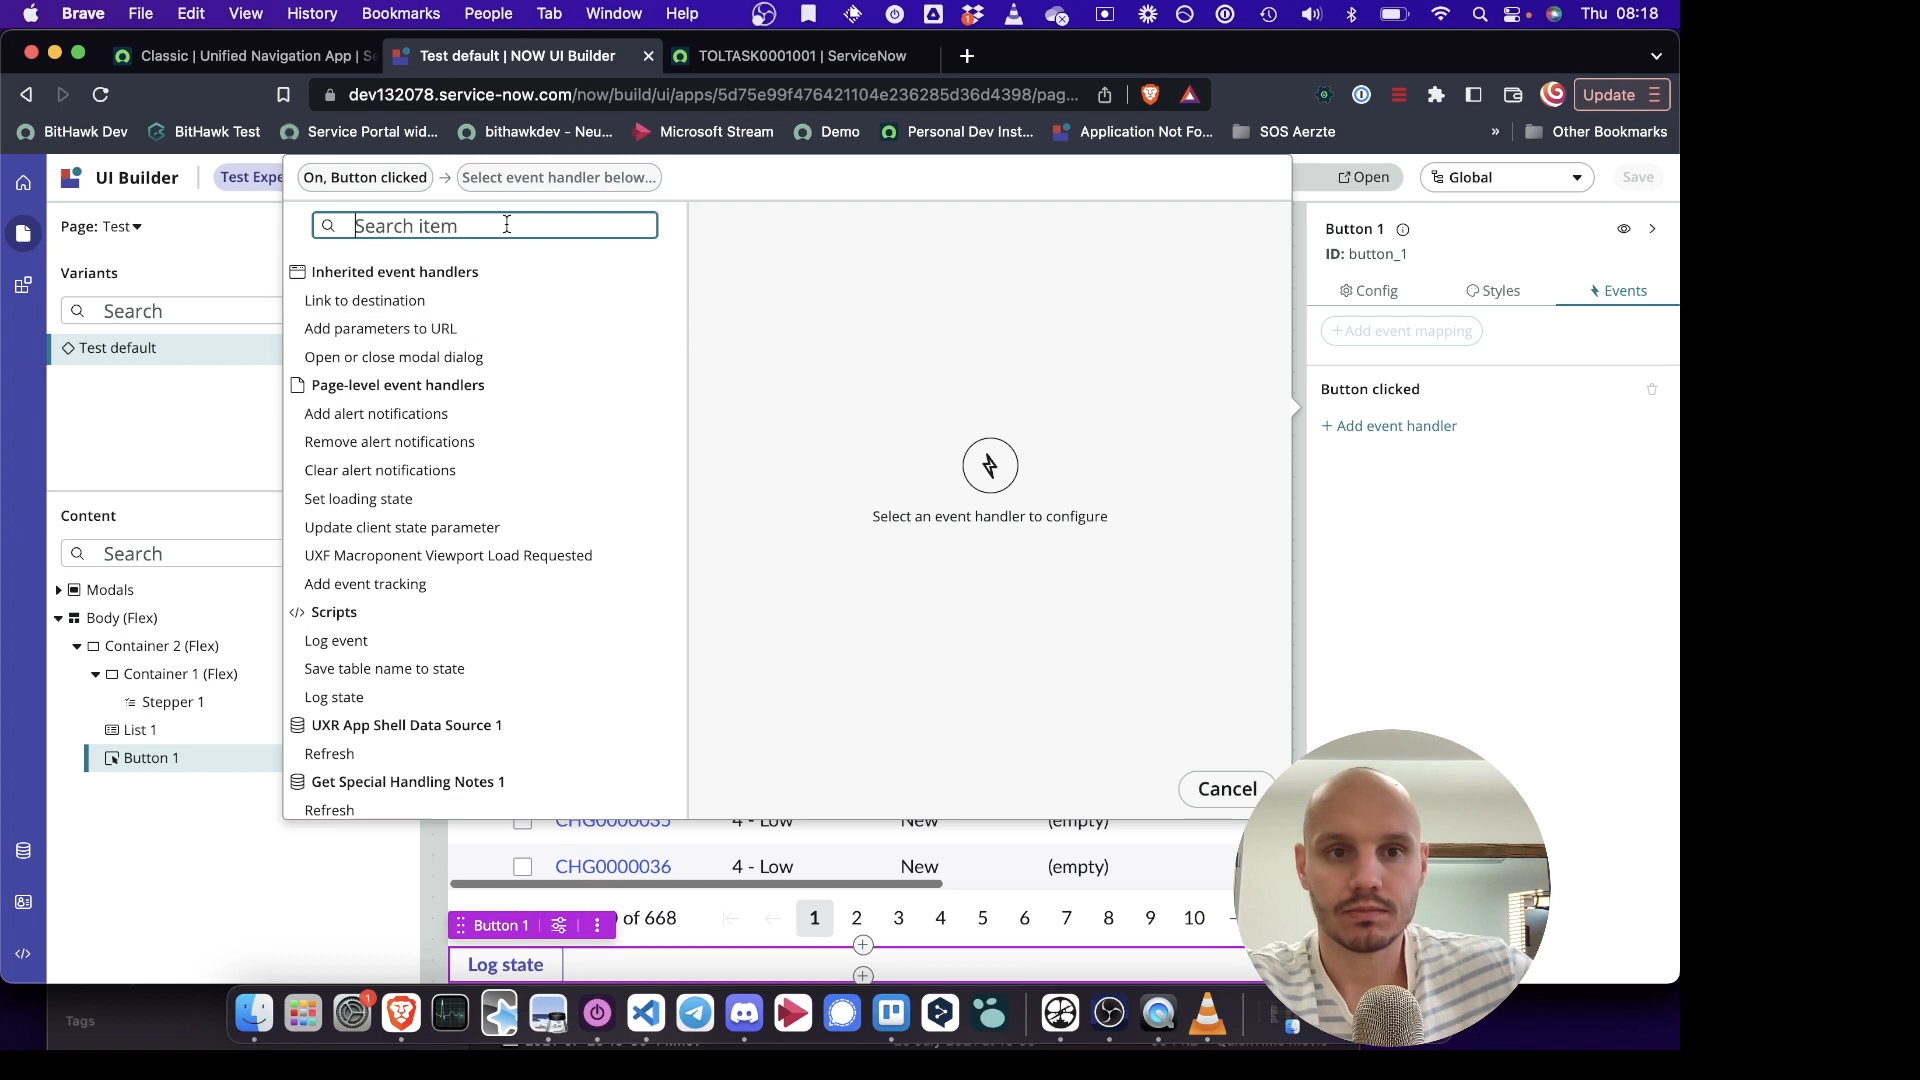 Brave File Edit View History Bookmarks People Tab Window Help Thu 08:18
Classic | Unified Navigation App | Se
Test default | NOW UI Builder
TOLTASK0001001 | ServiceNow
dev132078.service-now.com/now/build/ui/apps/5d75e99f476421104e236285d36d4398/pag...
Update
BitHawk Dev BitHawk Test Service Portal wid... bithawkdev – Neu... Microsoft Stream Demo Personal Dev Inst... Application Not Fo... SOS Aerzte » Other Bookmarks
UI Builder Test Expe On, Button clicked → Select event handler below... Open Global Save
Page: Test
Variants
Search
Test default
Content
Search
Modals
Body (Flex)
Container 2 (Flex)
Container 1 (Flex)
Stepper 1
List 1
Button 1
Search item
Inherited event handlers
Link to destination
Add parameters to URL
Open or close modal dialog
Page-level event handlers
Add alert notifications
Remove alert notifications
Clear alert notifications
Set loading state
Update client state parameter
UXF Macroponent Viewport Load Requested
Add event tracking
</> Scripts
Log event
Save table name to state
Log state
UXR App Shell Data Source 1
Refresh
Get Special Handling Notes 1
Refresh
Select an event handler to configure
Cancel
Button 1
ID: button_1
Config Styles Events
+ Add event mapping
Button clicked
+ Add event handler
CHG0000035 4 - Low New (empty)
CHG0000036 4 - Low New (empty)
Button 1 of 668 1 2 3 4 5 6 7 8 9 10
Log state
Tags